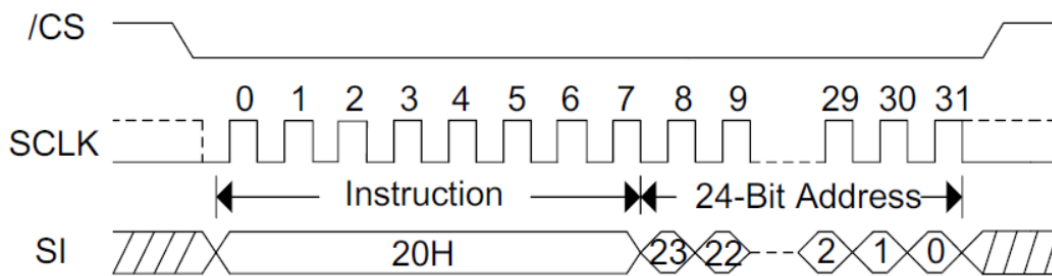 /CS
0 1 2 3 4 5 6 7 8 9 29 30 31
SCLK
Instruction 24-Bit Address
SI 20H 23 22 2 1 0